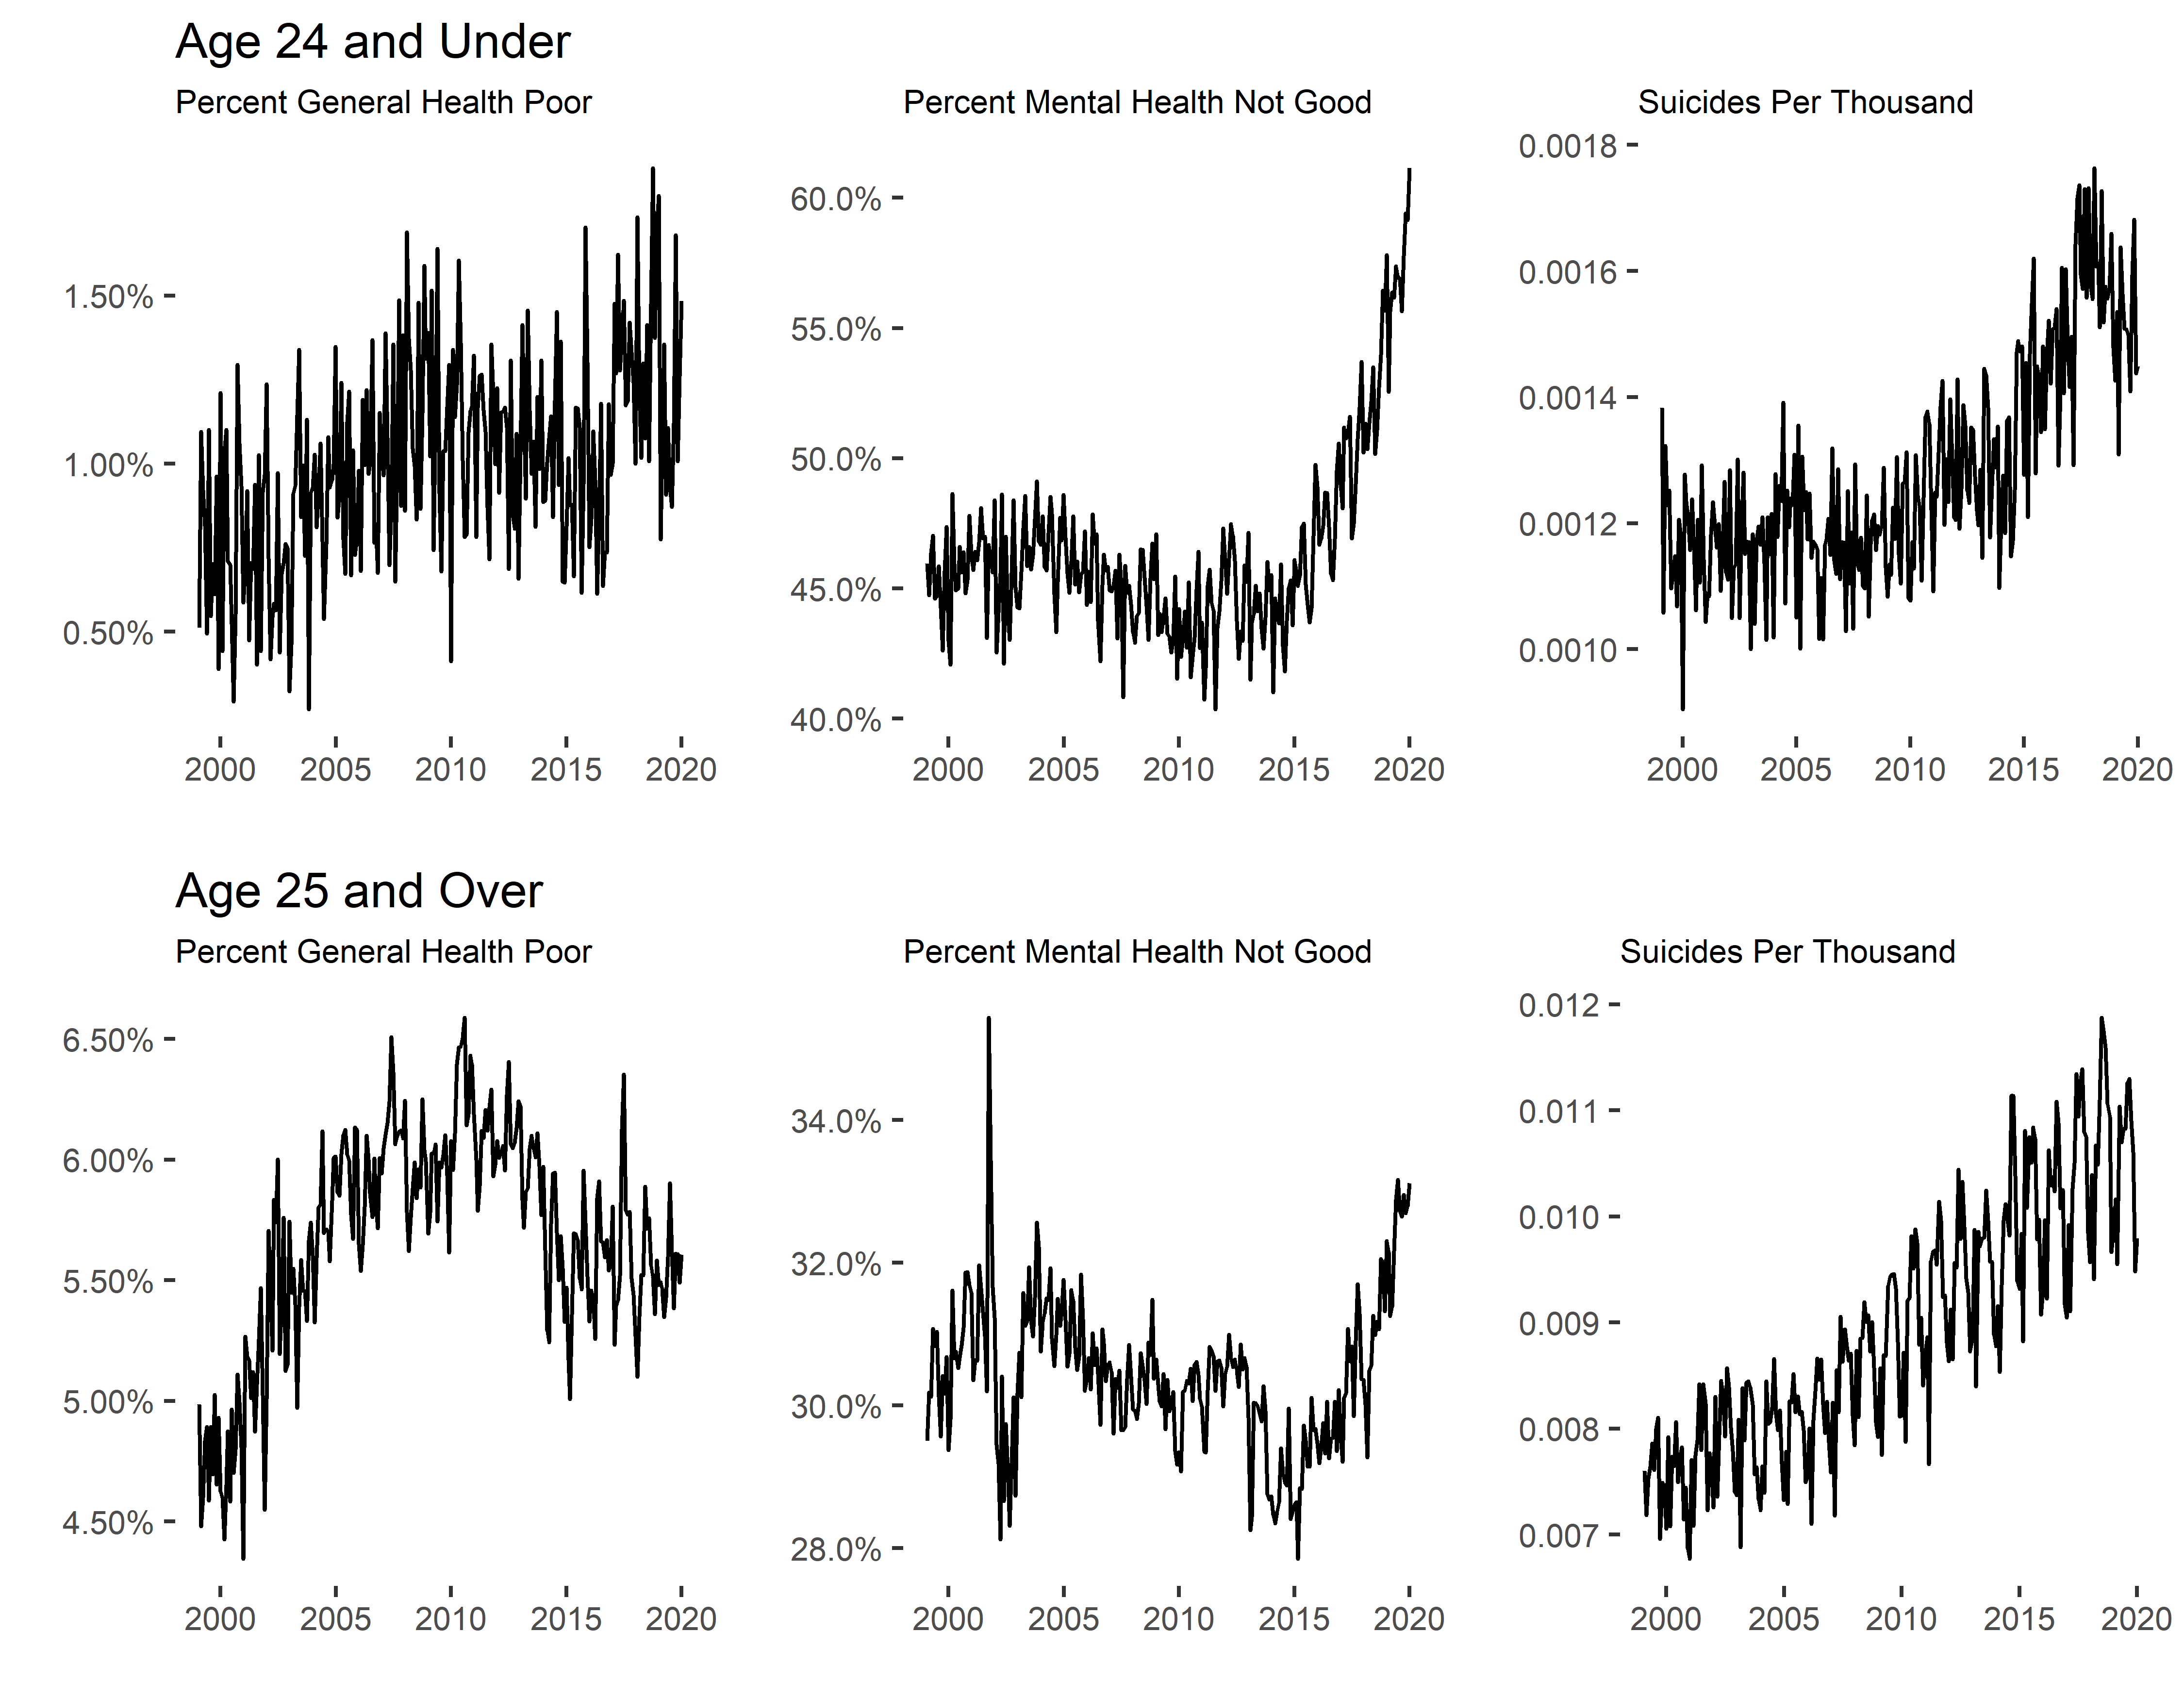 Age 24 and Under
Percent General Health Poor
1.50%
1.00%
0.50%
2000 2005 2010 2015 2020
Percent Mental Health Not Good
60.0%
55.0%
50.0%
45.0%
40.0%
2000 2005 2010 2015 2020
Suicides Per Thousand
0.0018
0.0016
0.0014
0.0012
0.0010
2000 2005 2010 2015 2020
Age 25 and Over
Percent General Health Poor
6.50%
6.00%
5.50%
5.00%
4.50%
2000 2005 2010 2015 2020
Percent Mental Health Not Good
34.0%
32.0%
30.0%
28.0%
2000 2005 2010 2015 2020
Suicides Per Thousand
0.012
0.011
0.010
0.009
0.008
0.007
2000 2005 2010 2015 2020